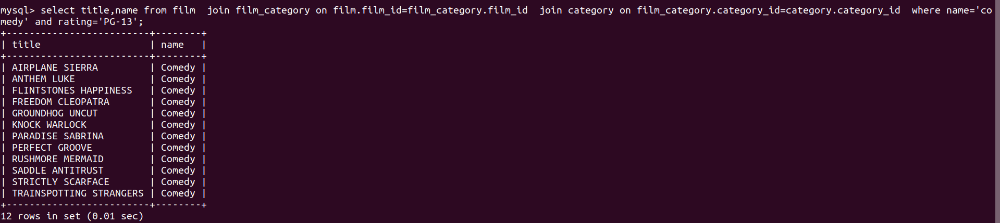 mysql> select title,name from film  join film_category on film.film_id=film_category.film_id  join category on film_category.category_id=category.category_id  where name='co
medy' and rating='PG-13';
+-------------------------+--------+
| title                   | name   |
+-------------------------+--------+
| AIRPLANE SIERRA         | Comedy |
| ANTHEM LUKE             | Comedy |
| FLINTSTONES HAPPINESS   | Comedy |
| FREEDOM CLEOPATRA       | Comedy |
| GROUNDHOG UNCUT         | Comedy |
| KNOCK WARLOCK           | Comedy |
| PARADISE SABRINA        | Comedy |
| PERFECT GROOVE          | Comedy |
| RUSHMORE MERMAID        | Comedy |
| SADDLE ANTITRUST        | Comedy |
| STRICTLY SCARFACE       | Comedy |
| TRAINSPOTTING STRANGERS | Comedy |
+-------------------------+--------+
12 rows in set (0.01 sec)